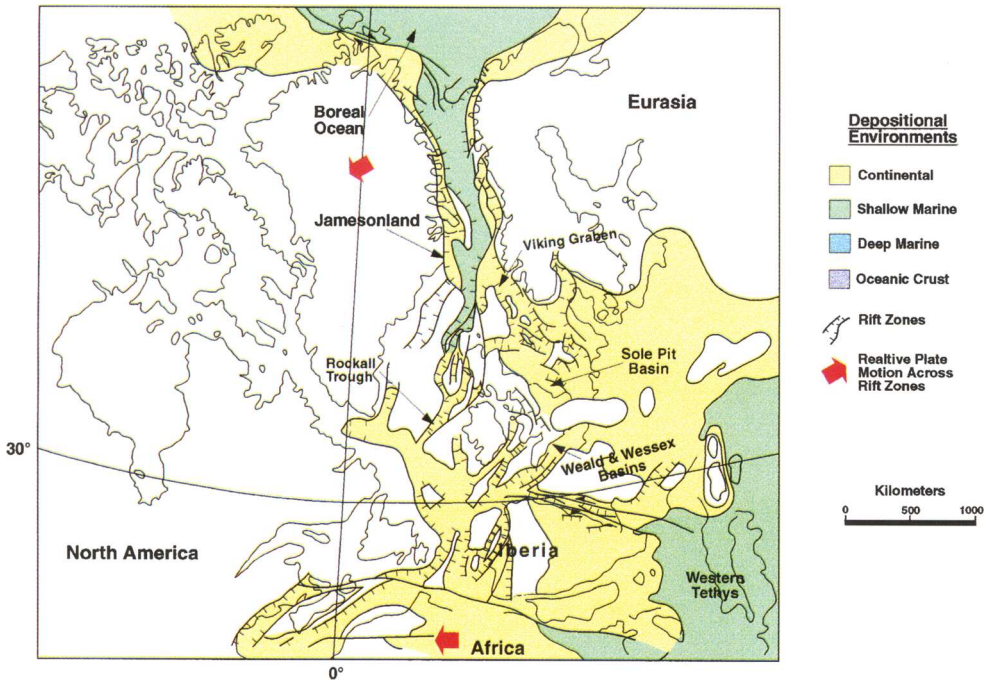 Boreal
Ocean
Eurasia
Jamesonland
Viking Graben
Rockall
Trough
Sole Pit
Basin
30°
Weald & Wessex
Basins
North America
Iberia
Western
Tethys
Africa
0°
Depositional
Environments
Continental
Shallow Marine
Deep Marine
Oceanic Crust
Rift Zones
Realtive Plate
Motion Across
Rift Zones
Kilometers
0 500 1000